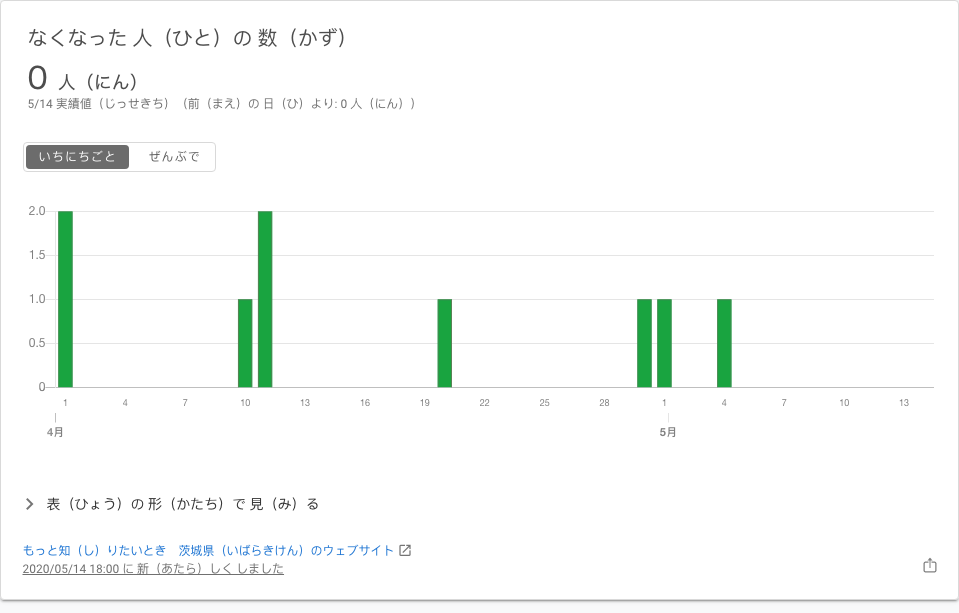 なくなった 人（ひと）の 数（かず）
0 人（にん）
5/14 実績値（じっせきち）（前（まえ）の 日（ひ）より: 0 人（にん））
いちにちごと ぜんぶで
2.0
1.5
1.0
0.5
0
1 4 7 10 13 16 19 22 25 28 1 4 7 10 13
4月 5月
表（ひょう）の 形（かたち）で 見（み）る
もっと知（し）りたいとき　茨城県（いばらきけん）のウェブサイト
2020/05/14 18:00 に 新（あたら）しく しました